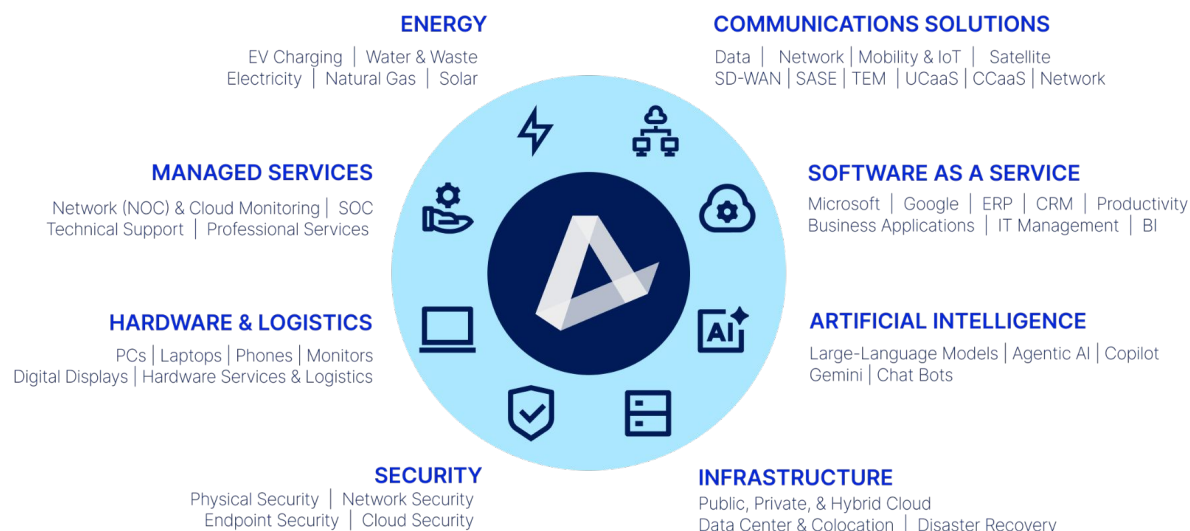 ENERGY
EV Charging | Water & Waste
Electricity | Natural Gas | Solar
COMMUNICATIONS SOLUTIONS
Data | Network | Mobility & IoT | Satellite
SD-WAN | SASE | TEM | UCaaS | CCaaS | Network
MANAGED SERVICES
Network (NOC) & Cloud Monitoring | SOC
Technical Support | Professional Services
SOFTWARE AS A SERVICE
Microsoft | Google | ERP | CRM | Productivity
Business Applications | IT Management | BI
HARDWARE & LOGISTICS
PCs | Laptops | Phones | Monitors
Digital Displays | Hardware Services & Logistics
AI
ARTIFICIAL INTELLIGENCE
Large-Language Models | Agentic AI | Copilot
Gemini | Chat Bots
SECURITY
Physical Security | Network Security
Endpoint Security | Cloud Security
INFRASTRUCTURE
Public, Private, & Hybrid Cloud
Data Center & Colocation | Disaster Recovery